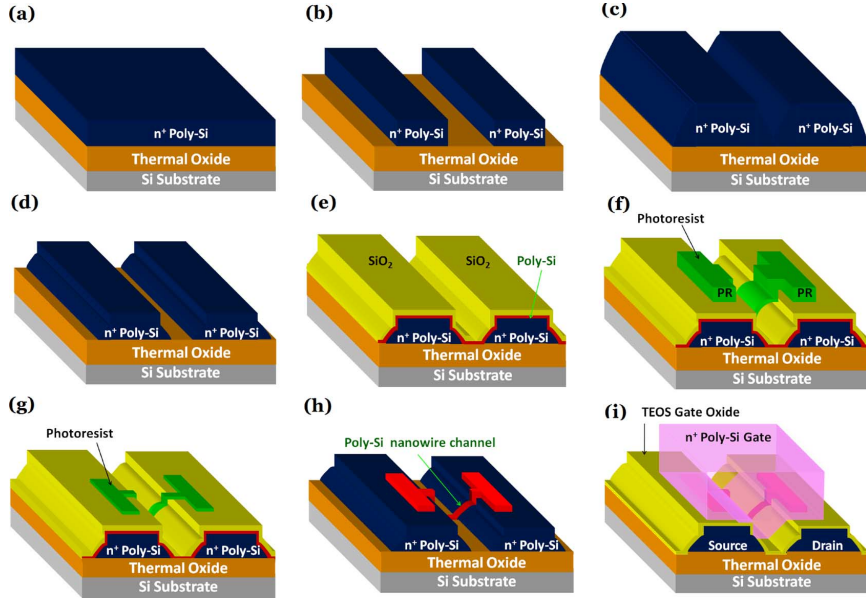 (a)
n⁺ Poly-Si
Thermal Oxide
Si Substrate
(b)
n⁺ Poly-Si
n⁺ Poly-Si
Thermal Oxide
Si Substrate
(c)
n⁺ Poly-Si
n⁺ Poly-Si
Thermal Oxide
Si Substrate
(d)
n⁺ Poly-Si
n⁺ Poly-Si
Thermal Oxide
Si Substrate
(e)
SiO₂
SiO₂
Poly-Si
n⁺ Poly-Si
n⁺ Poly-Si
Thermal Oxide
Si Substrate
(f)
Photoresist
PR
PR
n⁺ Poly-Si
n⁺ Poly-Si
Thermal Oxide
Si Substrate
(g)
Photoresist
n⁺ Poly-Si
n⁺ Poly-Si
Thermal Oxide
Si Substrate
(h)
Poly-Si nanowire channel
n⁺ Poly-Si
n⁺ Poly-Si
Thermal Oxide
Si Substrate
(i)
TEOS Gate Oxide
n⁺ Poly-Si Gate
Source
Drain
Thermal Oxide
Si Substrate